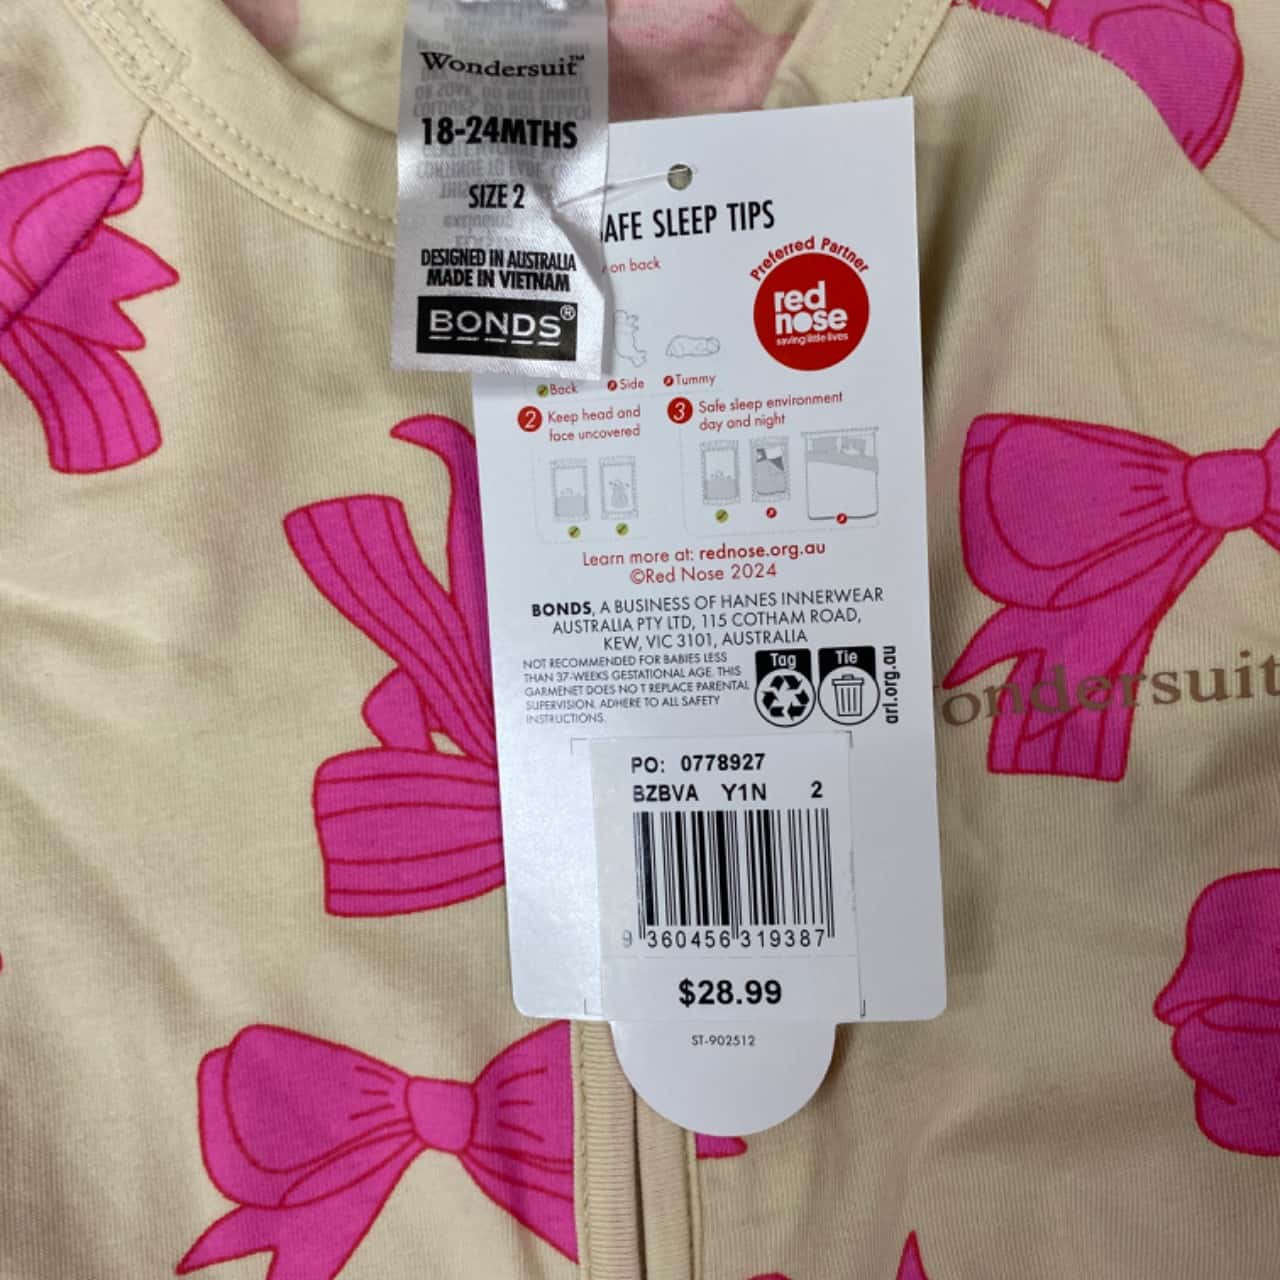 Wondersuit™
18-24MTHS
SIZE 2
DESIGNED IN AUSTRALIA
MADE IN VIETNAM
BONDS®
AFE SLEEP TIPS
on back
Preferred Partner
red
nose
saving little lives
Back
Side
Tummy
2 Keep head and
face uncovered
3 Safe sleep environment
day and night
Learn more at: rednose.org.au
©Red Nose 2024
BONDS, A BUSINESS OF HANES INNERWEAR
AUSTRALIA PTY LTD, 115 COTHAM ROAD,
KEW, VIC 3101, AUSTRALIA
NOT RECOMMENDED FOR BABIES LESS
THAN 37-WEEKS GESTATIONAL AGE. THIS
GARMENET DOES NO T REPLACE PARENTAL
SUPERVISION. ADHERE TO ALL SAFETY
INSTRUCTIONS.
Tag
Tie
arl.org.au
ondersuit
PO: 0778927
BZBVA Y1N 2
9 360456 319387
$28.99
ST-902512